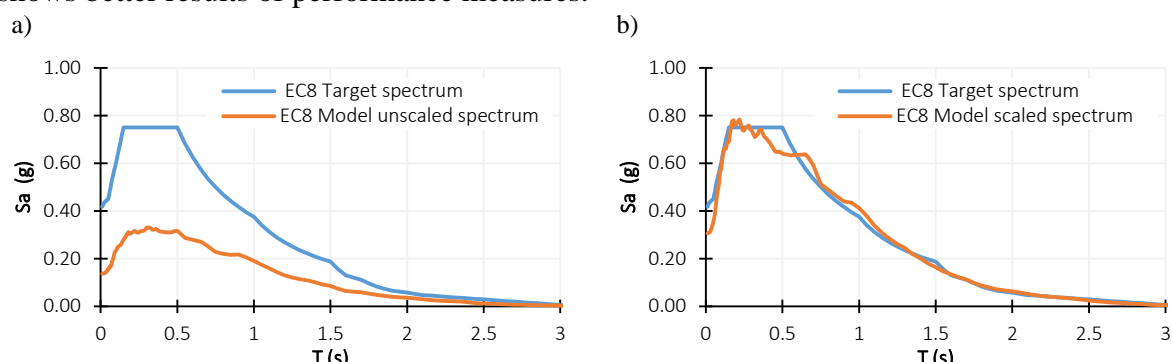 shows better results of performance measures.
a)
b)
1.00
0.80
0.60
0.40
0.20
0.00
Sa (g)
EC8 Target spectrum
EC8 Model unscaled spectrum
0 0.5 1 1.5 2 2.5 3
T (s)
1.00
0.80
0.60
0.40
0.20
0.00
Sa (g)
EC8 Target spectrum
EC8 Model scaled spectrum
0 0.5 1 1.5 2 2.5 3
T (s)